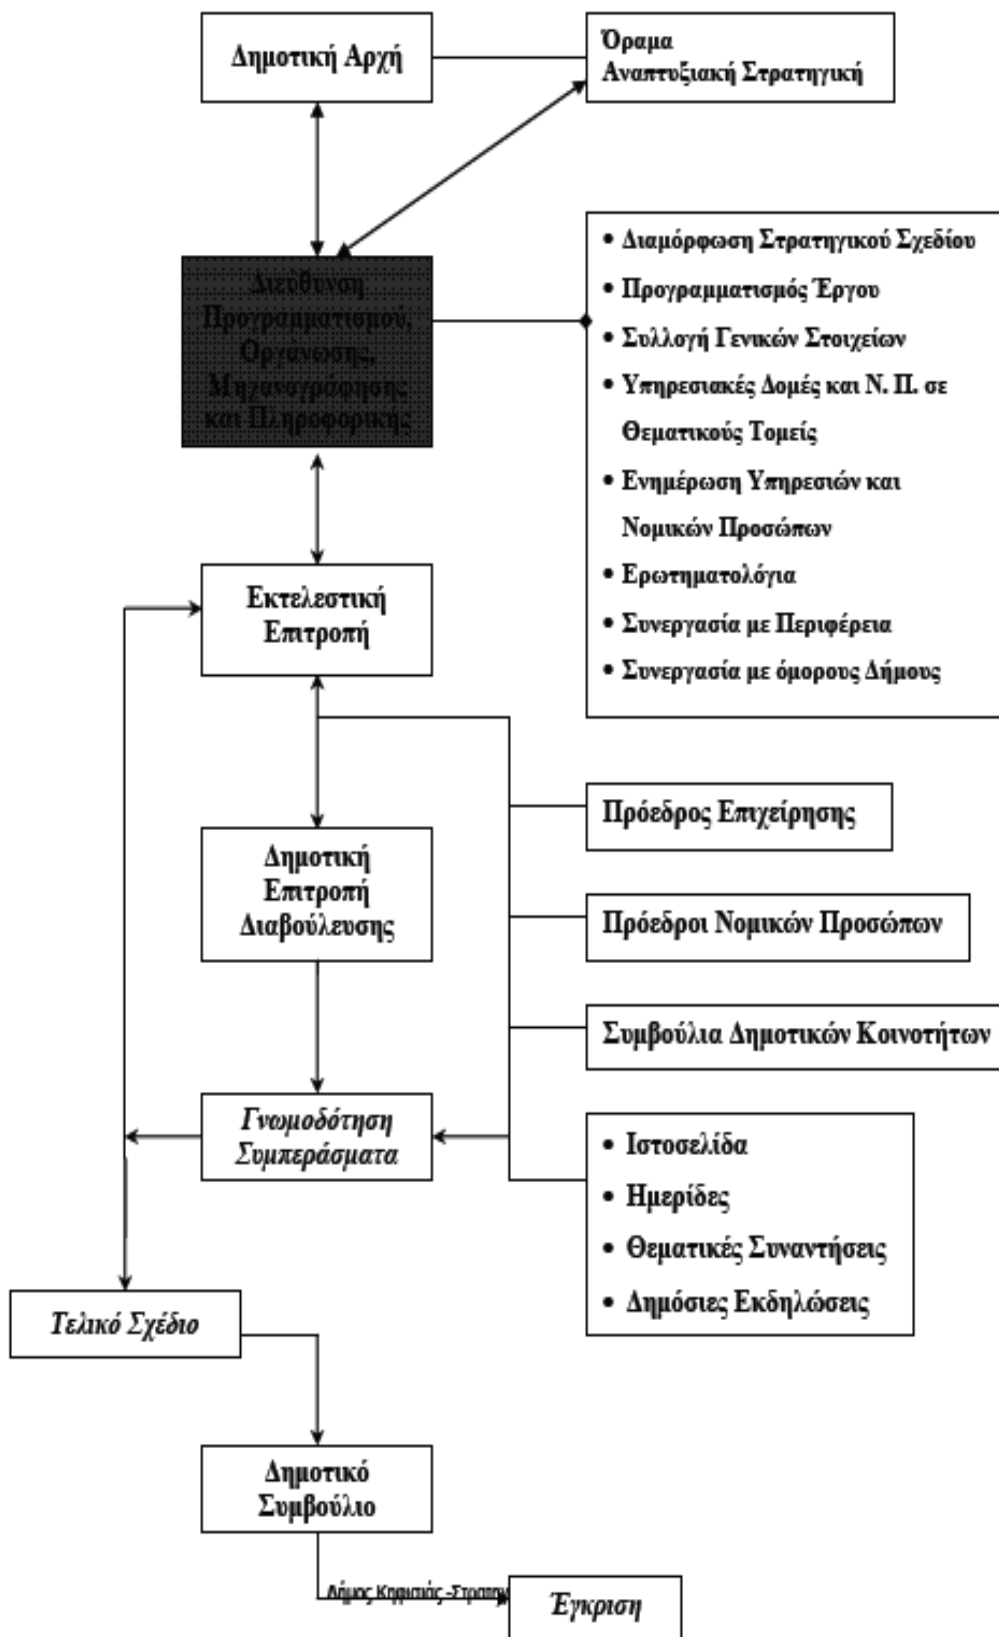 Δημοτική Αρχή
Όραμα
Αναπτυξιακή Στρατηγική
Διεύθυνση
Προγραμματισμού,
Οργάνωσης,
Μηχανογράφησης
και Πληροφορικής
• Διαμόρφωση Στρατηγικού Σχεδίου
• Προγραμματισμός Έργου
• Συλλογή Γενικών Στοιχείων
• Υπηρεσιακές Δομές και Ν. Π. σε
Θεματικούς Τομείς
• Ενημέρωση Υπηρεσιών και
Νομικών Προσώπων
• Ερωτηματολόγια
• Συνεργασία με Περιφέρεια
• Συνεργασία με όμορους Δήμους
Εκτελεστική
Επιτροπή
Πρόεδρος Επιχείρησης
Δημοτική
Επιτροπή
Διαβούλευσης
Πρόεδροι Νομικών Προσώπων
Συμβούλια Δημοτικών Κοινοτήτων
Γνωμοδότηση
Συμπεράσματα
• Ιστοσελίδα
• Ημερίδες
• Θεματικές Συναντήσεις
• Δημόσιες Εκδηλώσεις
Τελικό Σχέδιο
Δημοτικό
Συμβούλιο
Δήμος Κηφισιάς -Στρατηγ
Έγκριση